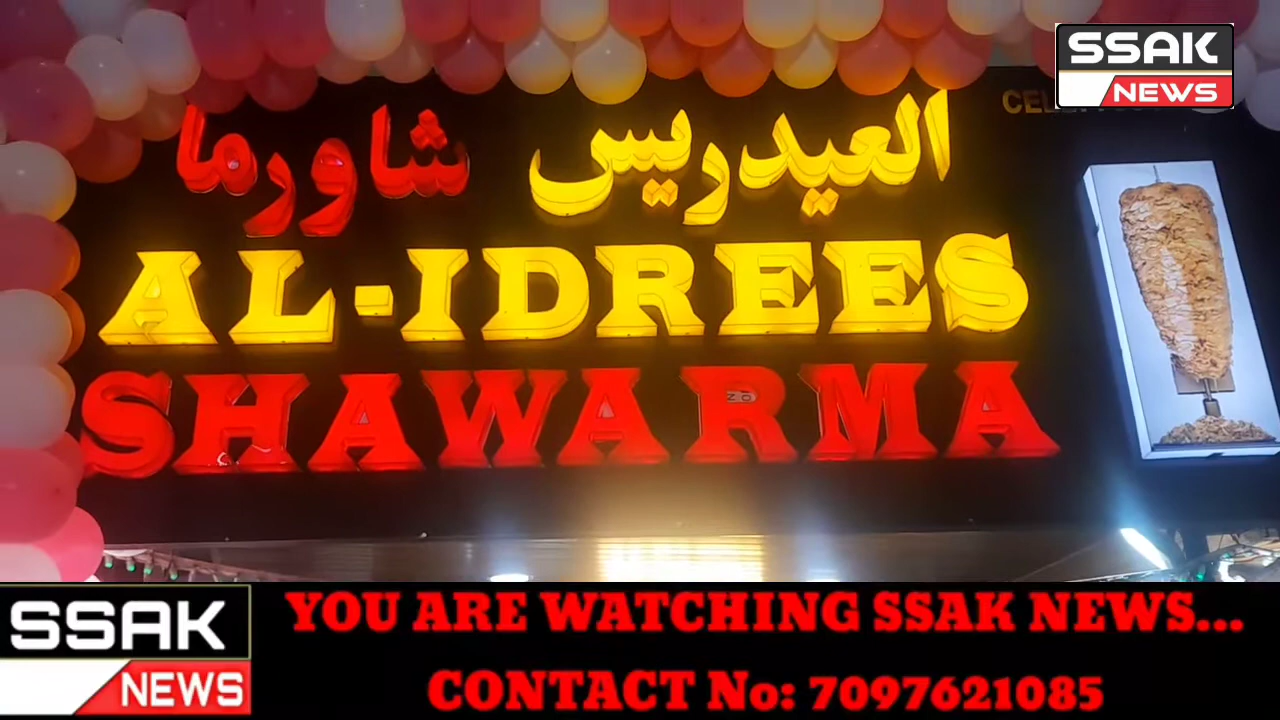 SSAK
NEWS
شاورما العيدريس
AL-IDREES
SHAWARMA
SSAK
NEWS
YOU ARE WATCHING SSAK NEWS...
CONTACT No: 7097621085